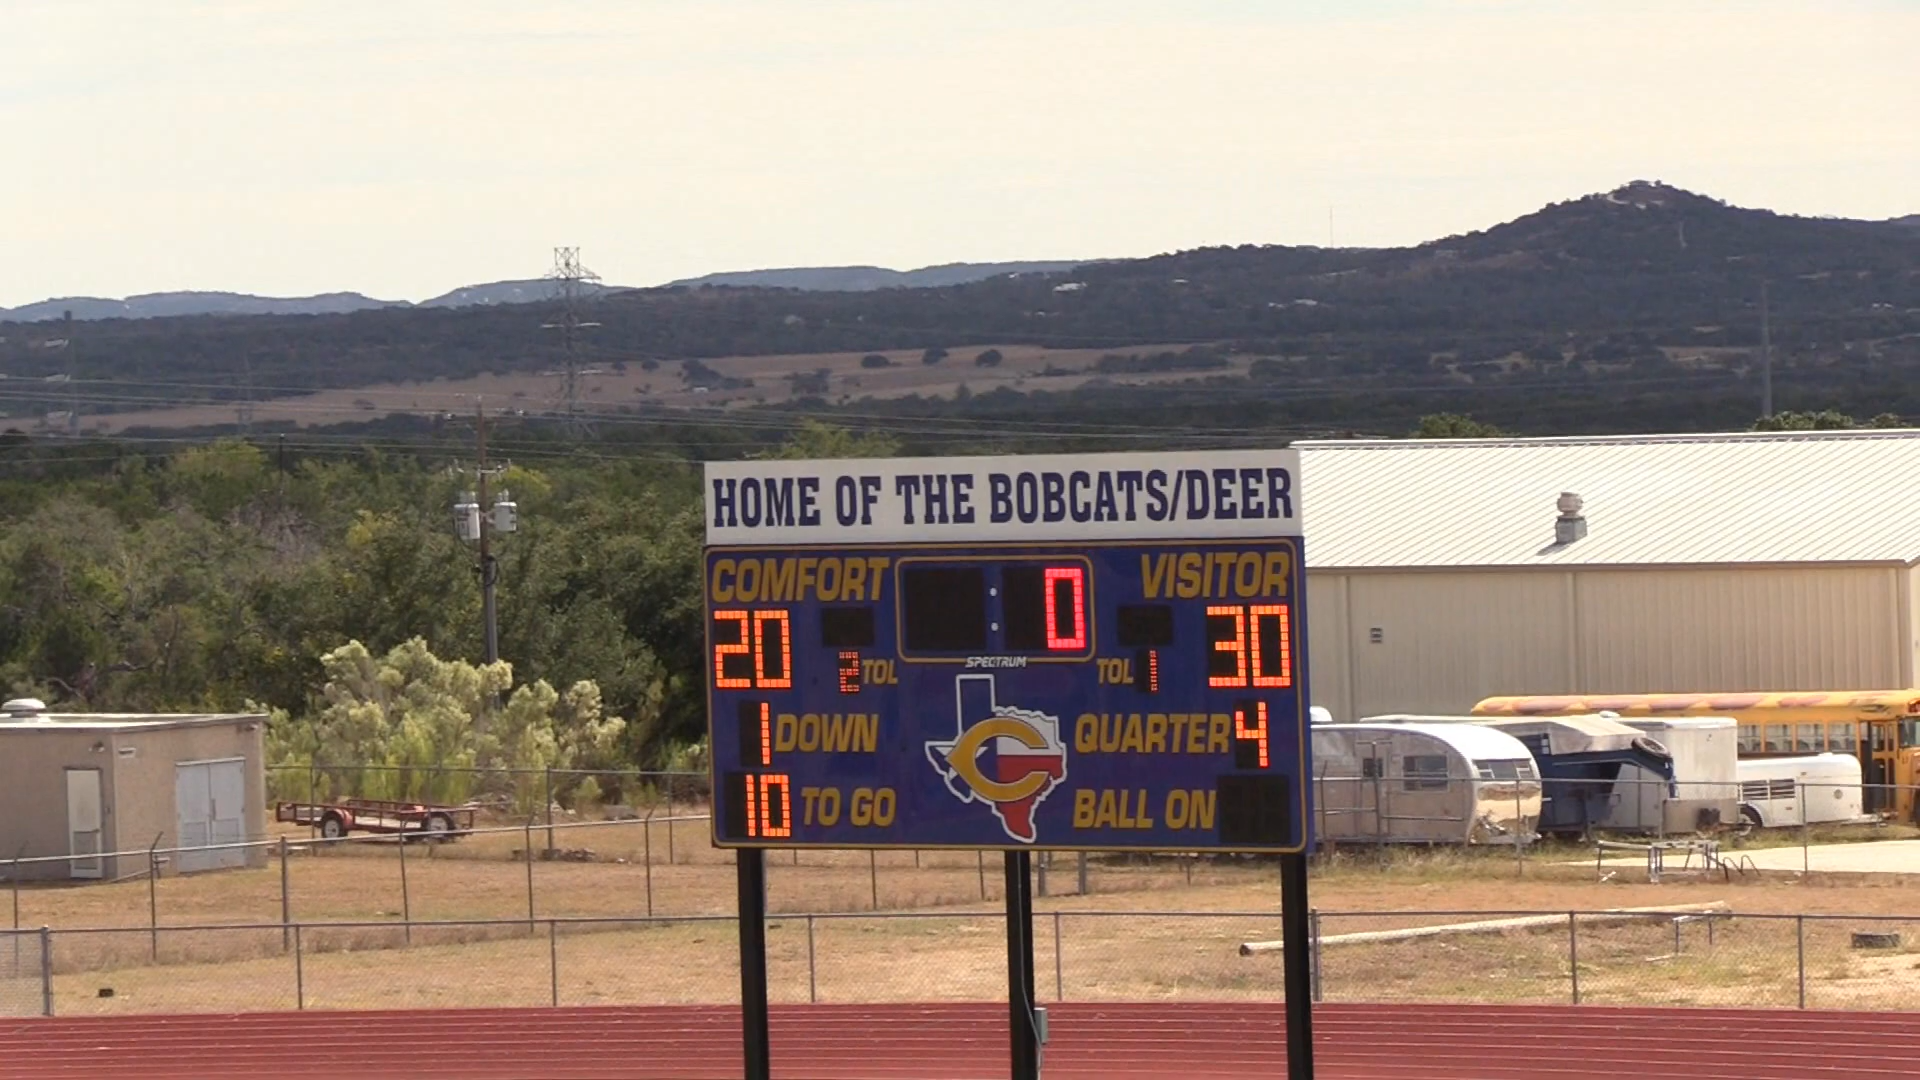 HOME OF THE BOBCATS/DEER
COMFORT : 0 VISITOR
20 2 TOL SPECTRUM TOL 1 30
1 DOWN C QUARTER 4
10 TO GO BALL ON